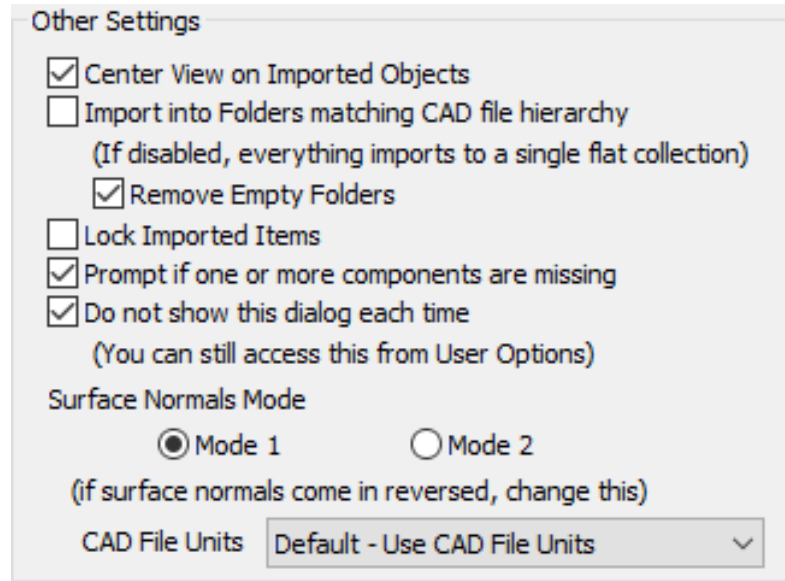 Other Settings
Center View on Imported Objects
Import into Folders matching CAD file hierarchy
(If disabled, everything imports to a single flat collection)
Remove Empty Folders
Lock Imported Items
Prompt if one or more components are missing
Do not show this dialog each time
(You can still access this from User Options)
Surface Normals Mode
Mode 1 Mode 2
(if surface normals come in reversed, change this)
CAD File Units Default - Use CAD File Units